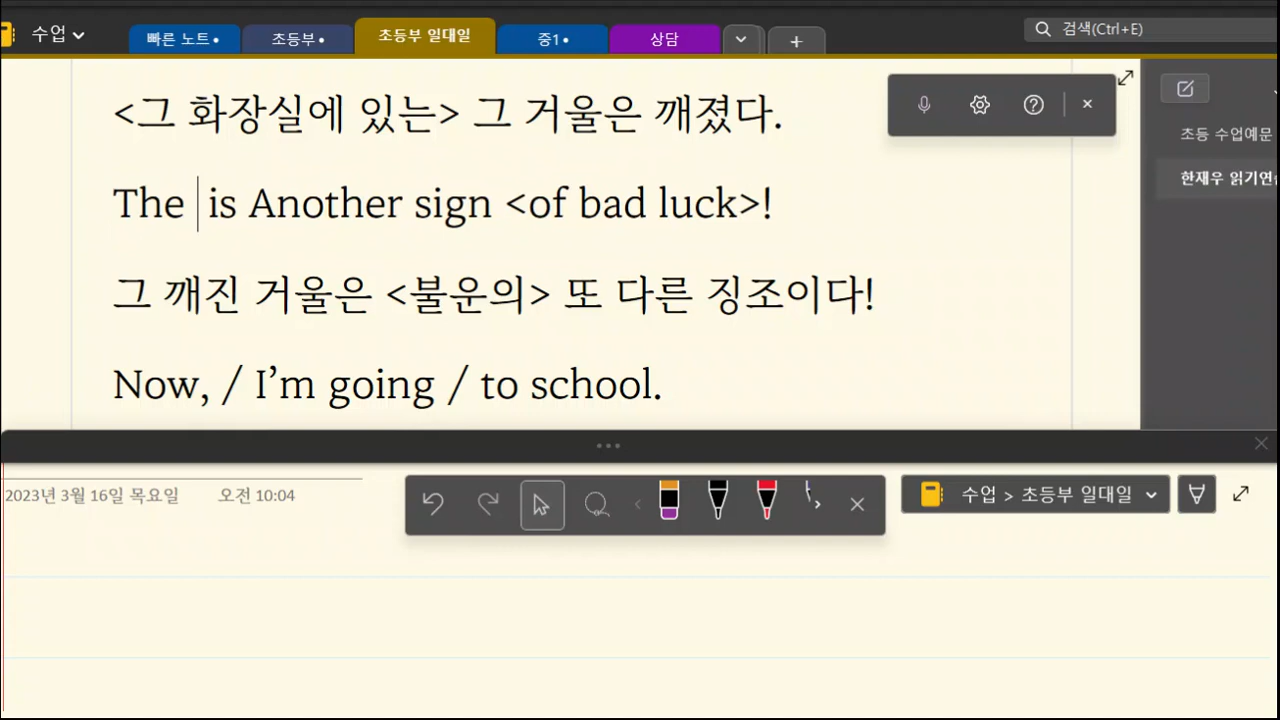 수업
빠른 노트•
초등부•
초등부 일대일
중1•
상담
검색(Ctrl+E)
<그 화장실에 있는> 그 거울은 깨졌다.
초등 수업예문
The is Another sign <of bad luck>!
한재우 읽기연
그 깨진 거울은 <불운의> 또 다른 징조이다!
Now, / I’m going / to school.
2023년 3월 16일 목요일 오전 10:04
수업 > 초등부 일대일